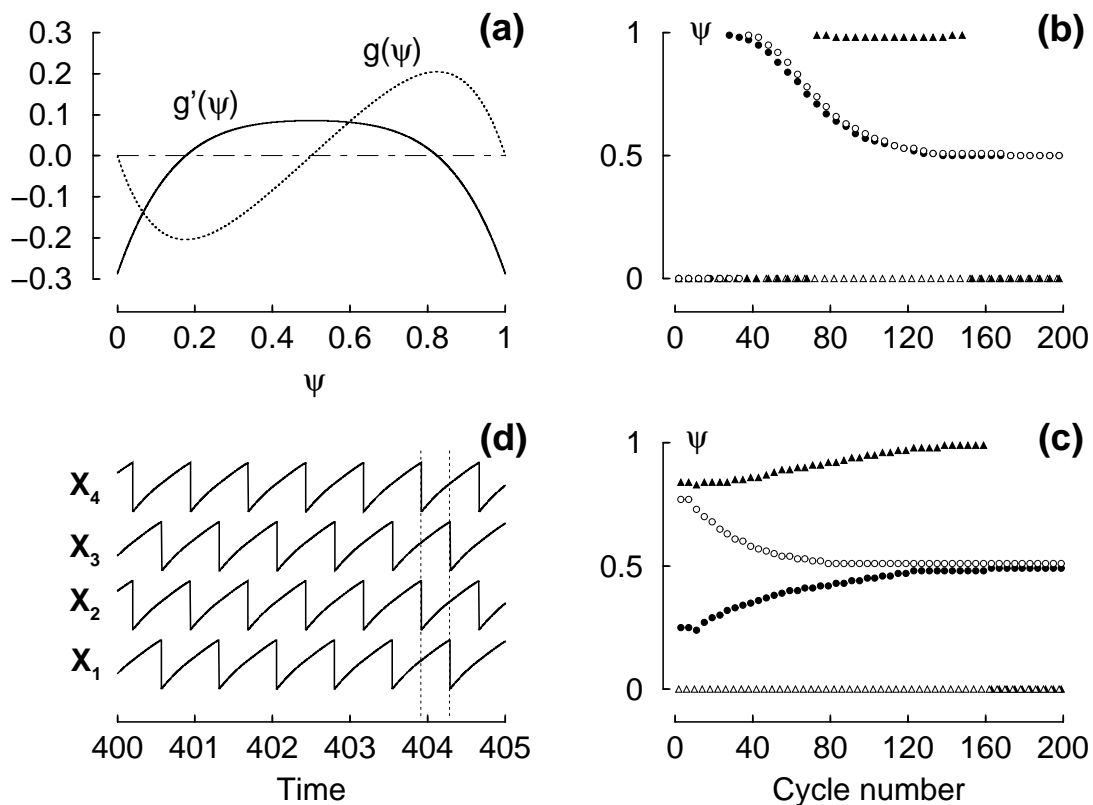 (a)
0.3
0.2
0.1
0.0
−0.1
−0.2
−0.3
g(ψ)
g’(ψ)
0 0.2 0.4 0.6 0.8 1
ψ
(b)
ψ
1
0.5
0
0 40 80 120 160 200
(d)
X4
X3
X2
X1
400 401 402 403 404 405
Time
(c)
ψ
1
0.5
0
0 40 80 120 160 200
Cycle number